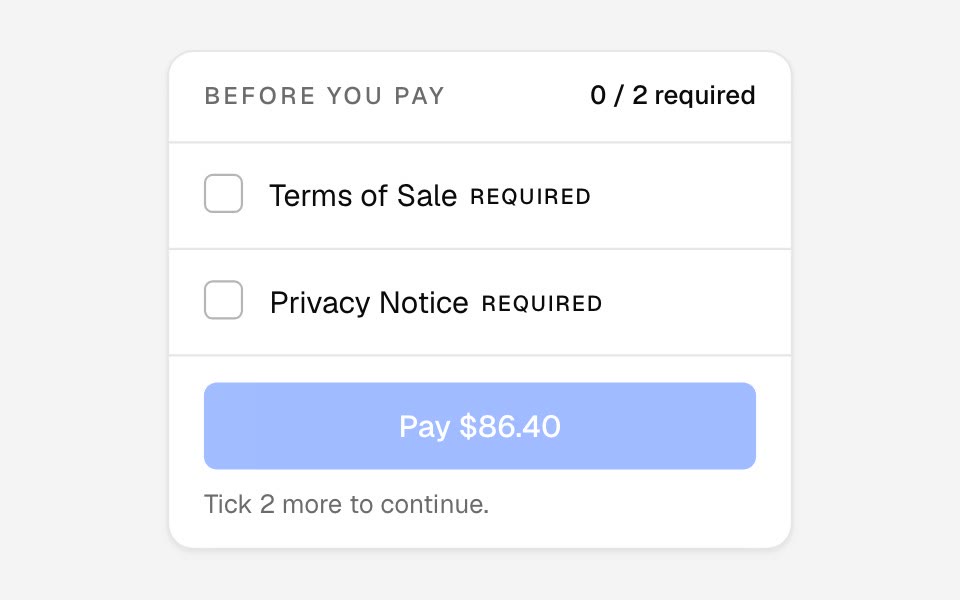 BEFORE YOU PAY 0 / 2 required
Terms of Sale REQUIRED
Privacy Notice REQUIRED
Pay $86.40
Tick 2 more to continue.